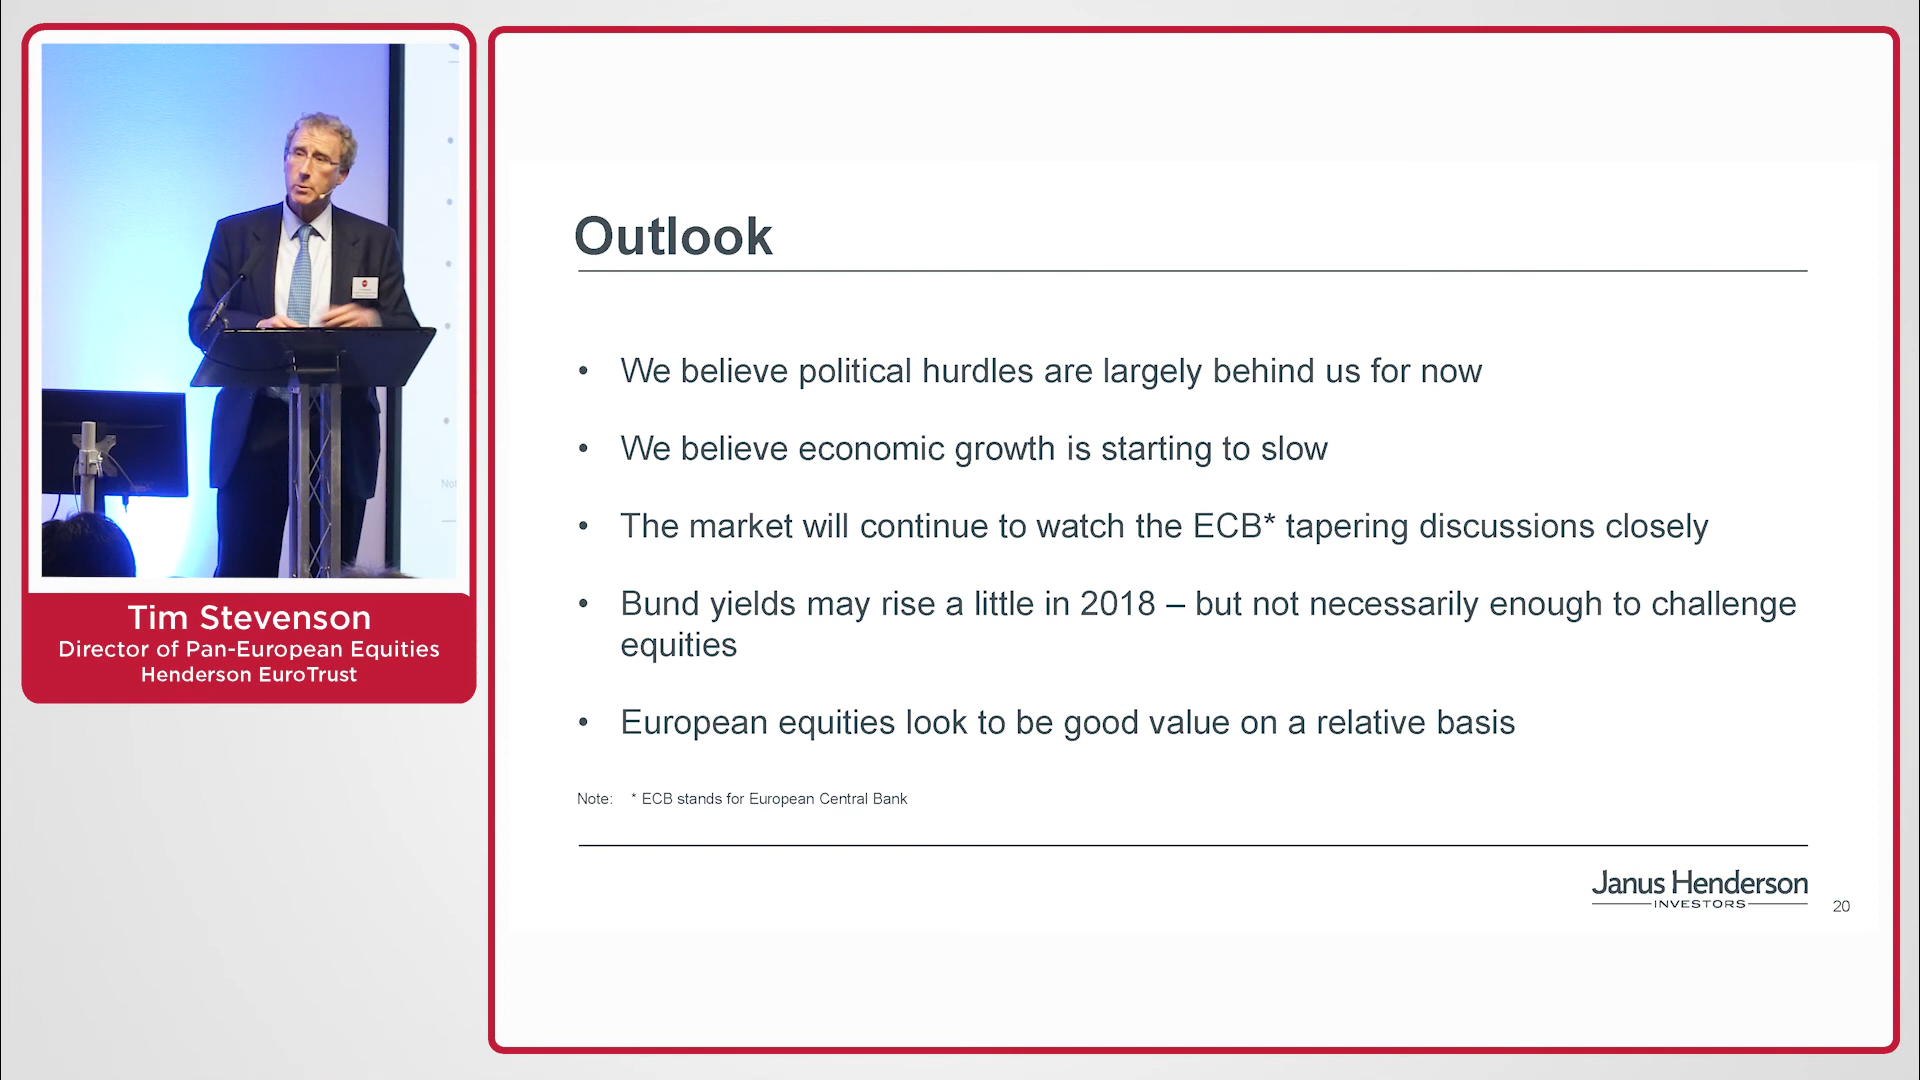 Tim Stevenson
Director of Pan-European Equities
Henderson EuroTrust
Outlook
• We believe political hurdles are largely behind us for now
• We believe economic growth is starting to slow
• The market will continue to watch the ECB* tapering discussions closely
• Bund yields may rise a little in 2018 – but not necessarily enough to challenge
equities
• European equities look to be good value on a relative basis
Note: * ECB stands for European Central Bank
Janus Henderson
INVESTORS
20